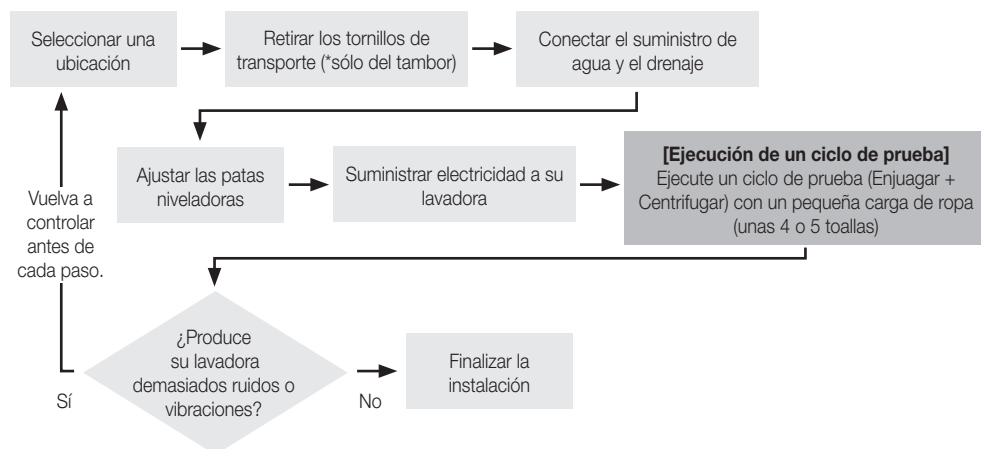 Seleccionar una
ubicación
Retirar los tornillos de
transporte (*sólo del tambor)
Conectar el suministro de
agua y el drenaje
Ajustar las patas
niveladoras
Suministrar electricidad a su
lavadora
[Ejecución de un ciclo de prueba]
Ejecute un ciclo de prueba (Enjuagar +
Centrifugar) con un pequeña carga de ropa
(unas 4 o 5 toallas)
Vuelva a
controlar
antes de
cada paso.
¿Produce
su lavadora
demasiados ruidos o
vibraciones?
Sí
No
Finalizar la
instalación